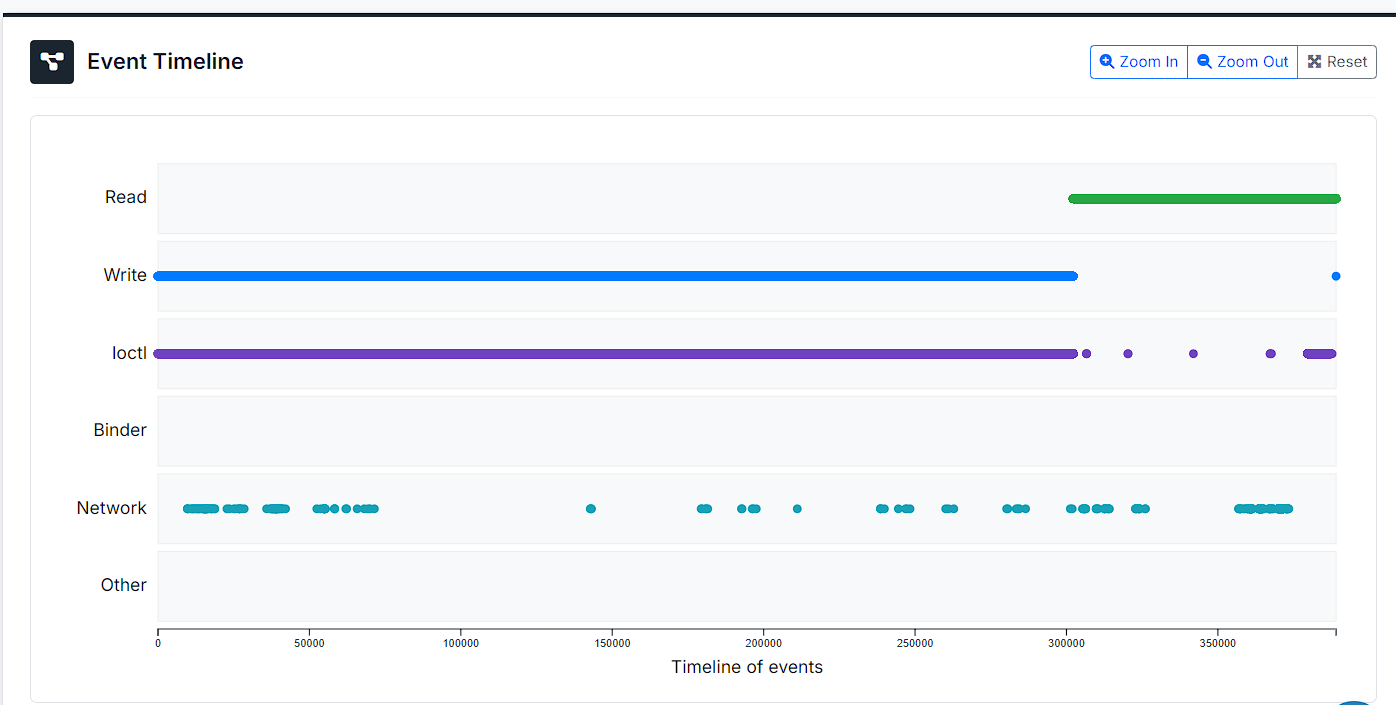 Event Timeline
Zoom In Zoom Out Reset
Read
Write
Ioctl
Binder
Network
Other
0 50000 100000 150000 200000 250000 300000 350000
Timeline of events